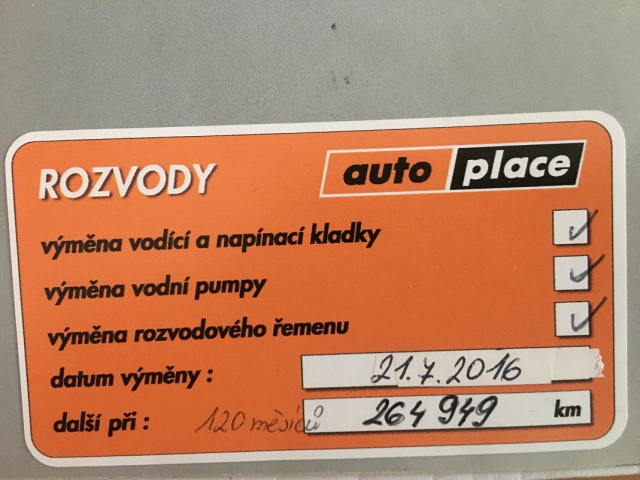 ROZVODY auto place
výměna vodící a napínací kladky
výměna vodní pumpy
výměna rozvodového řemenu
datum výměny : 21.7.2016
další při : 120 měsíců 264 949 km